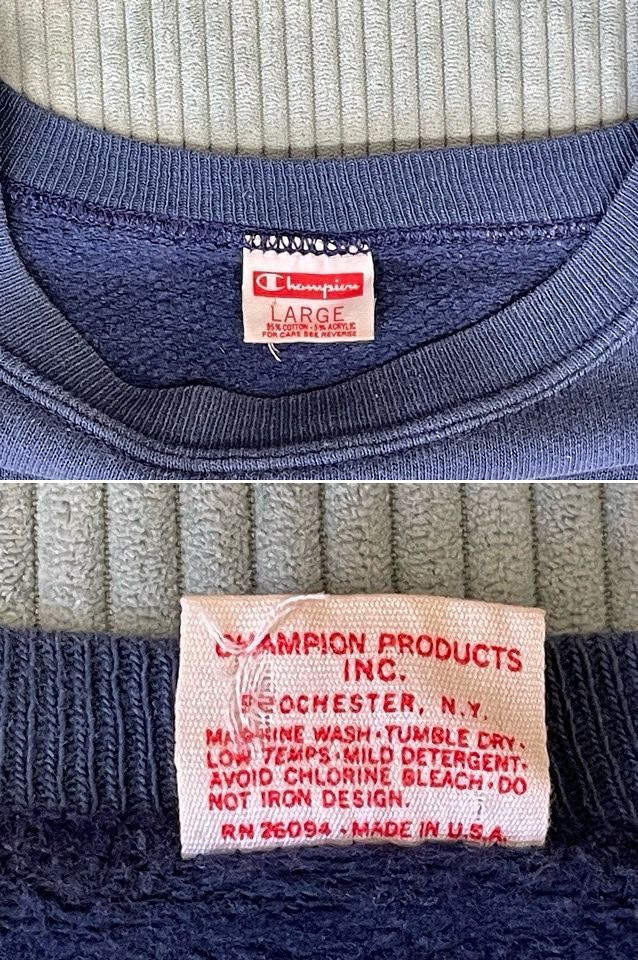 Champion
LARGE
95% COTTON • 5% ACRYLIC
FOR CARE SEE REVERSE
CHAMPION PRODUCTS
INC.
ROCHESTER, N.Y.
MACHINE WASH • TUMBLE DRY •
LOW TEMPS • MILD DETERGENT •
AVOID CHLORINE BLEACH • DO
NOT IRON DESIGN.
RN 26094 • MADE IN U.S.A.